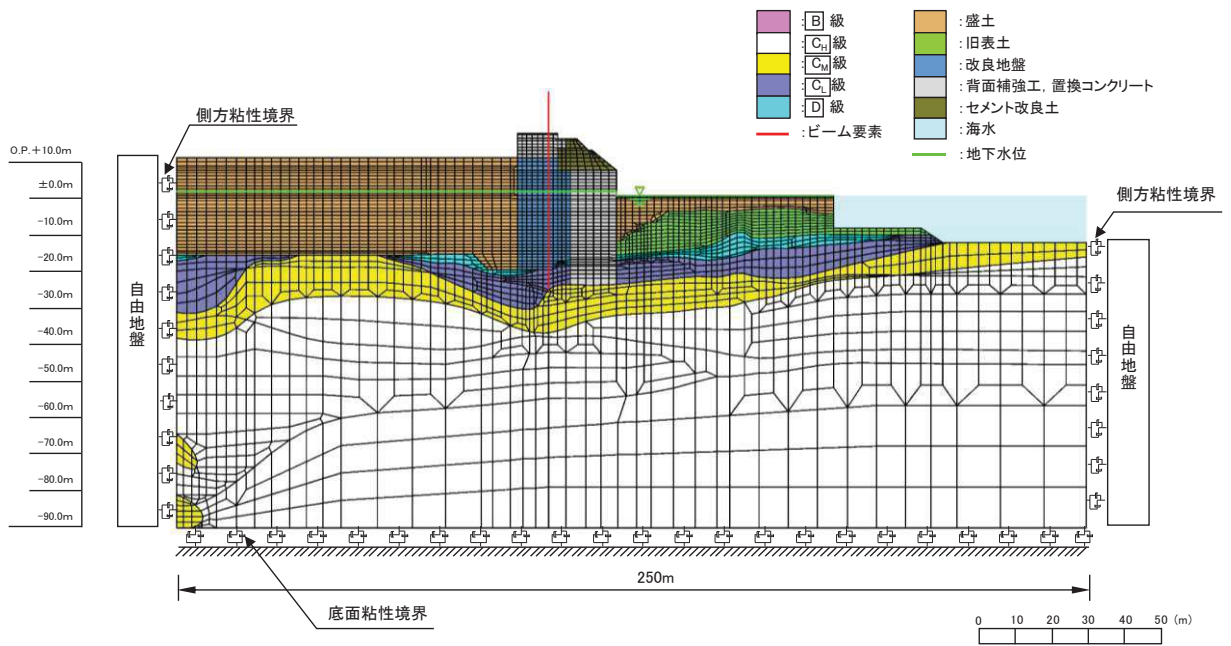 :B 級
:CH級
:CM級
:CL級
:D 級
:ビーム要素
:盛土
:旧表土
:改良地盤
:背面補強工,置換コンクリート
:セメント改良土
:海水
:地下水位
側方粘性境界
側方粘性境界
O.P.+10.0m
±0.0m
-10.0m
-20.0m
-30.0m
-40.0m
-50.0m
-60.0m
-70.0m
-80.0m
-90.0m
自由地盤
自由地盤
250m
底面粘性境界
0 10 20 30 40 50 (m)